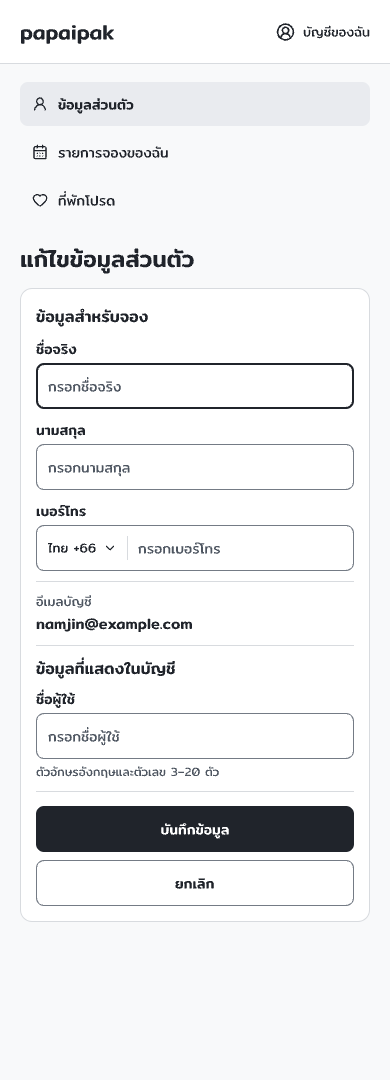 papaipak
บัญชีของฉัน
ข้อมูลส่วนตัว
รายการจองของฉัน
ที่พักโปรด
แก้ไขข้อมูลส่วนตัว
ข้อมูลสำหรับจอง
ชื่อจริง
กรอกชื่อจริง
นามสกุล
กรอกนามสกุล
เบอร์โทร
ไทย +66 กรอกเบอร์โทร
อีเมลบัญชี
namjin@example.com
ข้อมูลที่แสดงในบัญชี
ชื่อผู้ใช้
กรอกชื่อผู้ใช้
ตัวอักษรอังกฤษและตัวเลข 3–20 ตัว
บันทึกข้อมูล
ยกเลิก